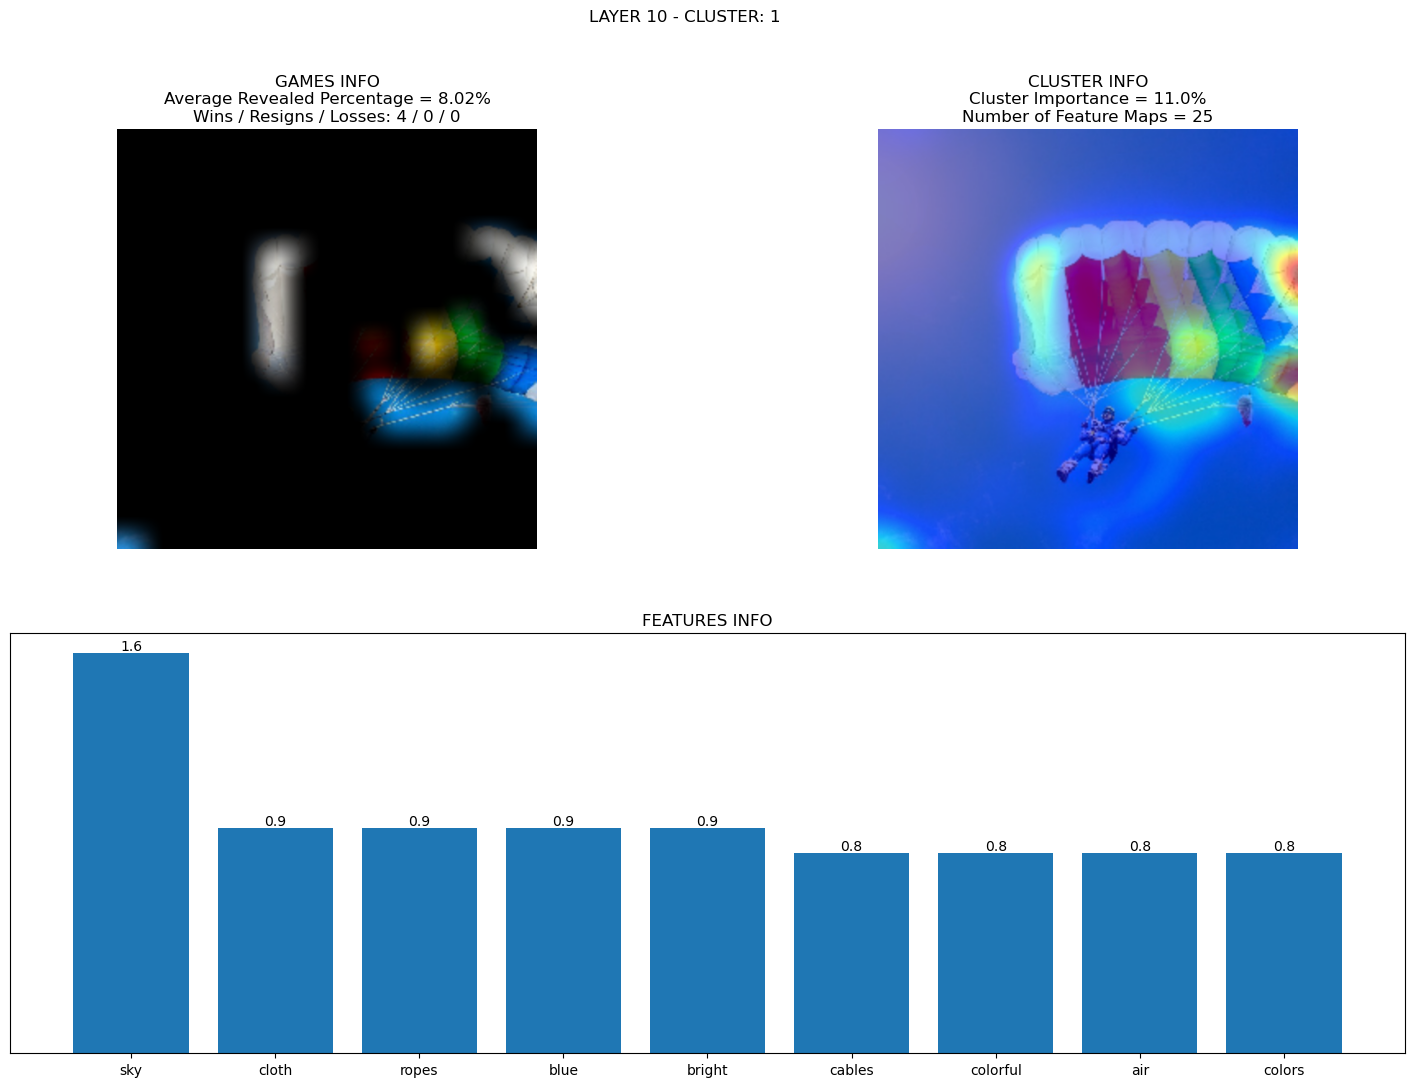 LAYER 10 - CLUSTER: 1
GAMES INFO
Average Revealed Percentage = 8.02%
Wins / Resigns / Losses: 4 / 0 / 0
CLUSTER INFO
Cluster Importance = 11.0%
Number of Feature Maps = 25
FEATURES INFO
1.6
0.9
0.9
0.9
0.9
0.8
0.8
0.8
0.8
sky
cloth
ropes
blue
bright
cables
colorful
air
colors